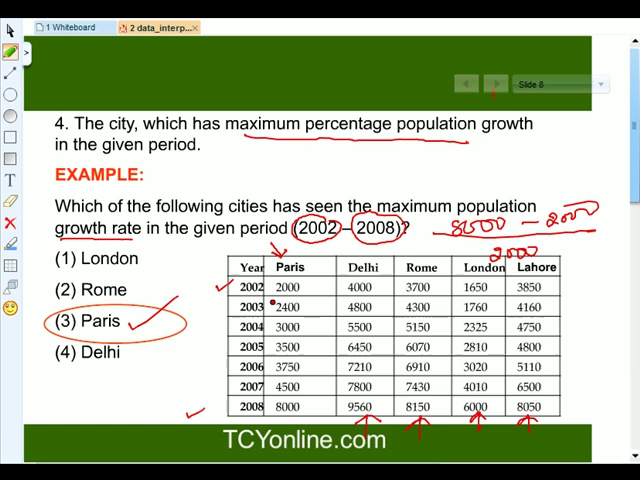 1 Whiteboard
2 data_interp...
Slide 6
4. The city, which has maximum percentage population growth
in the given period.
EXAMPLE:
Which of the following cities has seen the maximum population
growth rate in the given period (2002 – 2008)?
8000 – 2000
2000
(1) London
(2) Rome
(3) Paris
(4) Delhi
Year Paris Delhi Rome London Lahore
2002 2000 4000 3700 1650 3850
2003 2400 4800 4300 1760 4160
2004 3000 5500 5150 2325 4750
2005 3500 6450 6070 2810 4800
2006 3750 7210 6910 3020 5110
2007 4500 7800 7430 4010 6500
2008 8000 9560 8150 6000 8050
TCYonline.com